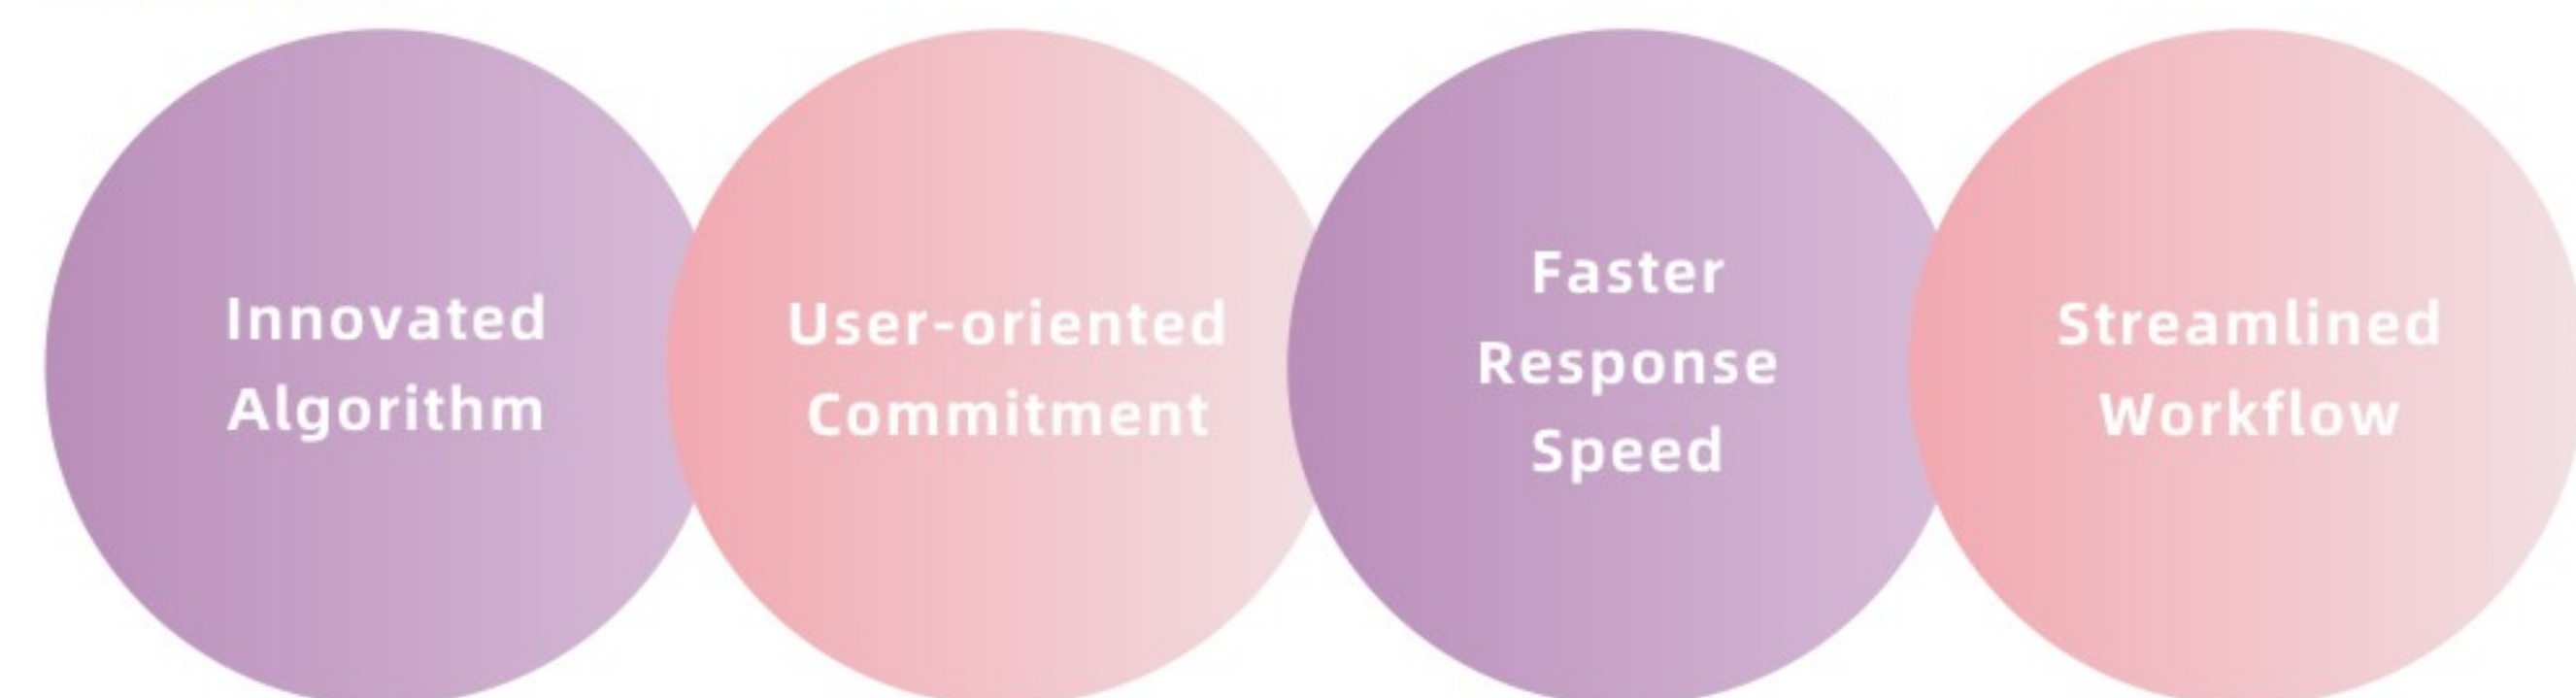 Innovated
Algorithm
User-oriented
Commitment
Faster
Response
Speed
Streamlined
Workflow